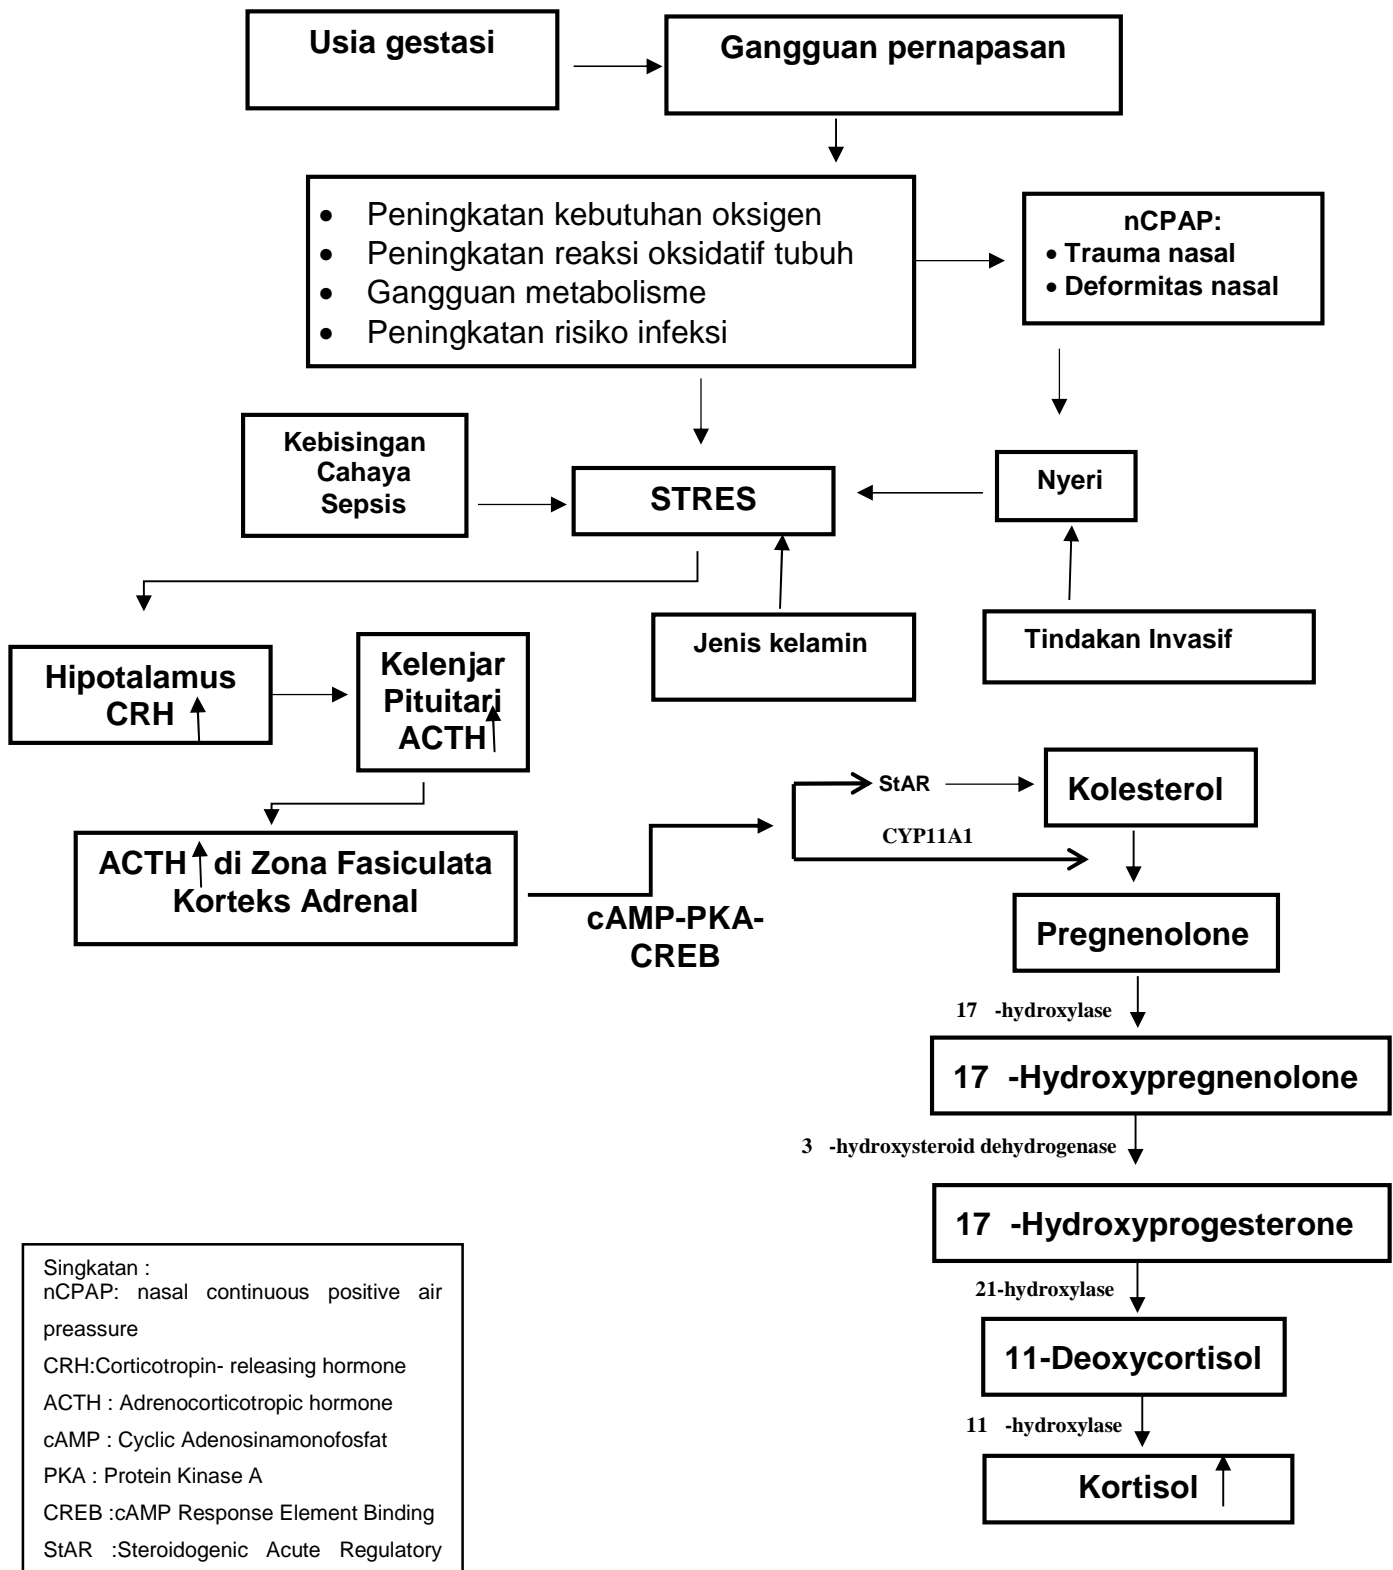 Usia gestasi
Gangguan pernapasan
• Peningkatan kebutuhan oksigen
• Peningkatan reaksi oksidatif tubuh
• Gangguan metabolisme
• Peningkatan risiko infeksi
nCPAP:
• Trauma nasal
• Deformitas nasal
Kebisingan
Cahaya
Sepsis
STRES
Nyeri
Jenis kelamin
Tindakan Invasif
Hipotalamus
CRH
Kelenjar
Pituitari
ACTH
StAR
Kolesterol
CYP11A1
ACTH di Zona Fasiculata
Korteks Adrenal
cAMP-PKA-
CREB
Pregnenolone
17 -hydroxylase
17 -Hydroxypregnenolone
3 -hydroxysteroid dehydrogenase
17 -Hydroxyprogesterone
21-hydroxylase
11-Deoxycortisol
11 -hydroxylase
Kortisol
Singkatan :
nCPAP: nasal continuous positive air
preassure
CRH:Corticotropin- releasing hormone
ACTH : Adrenocorticotropic hormone
cAMP : Cyclic Adenosinamonofosfat
PKA : Protein Kinase A
CREB :cAMP Response Element Binding
StAR :Steroidogenic Acute Regulatory